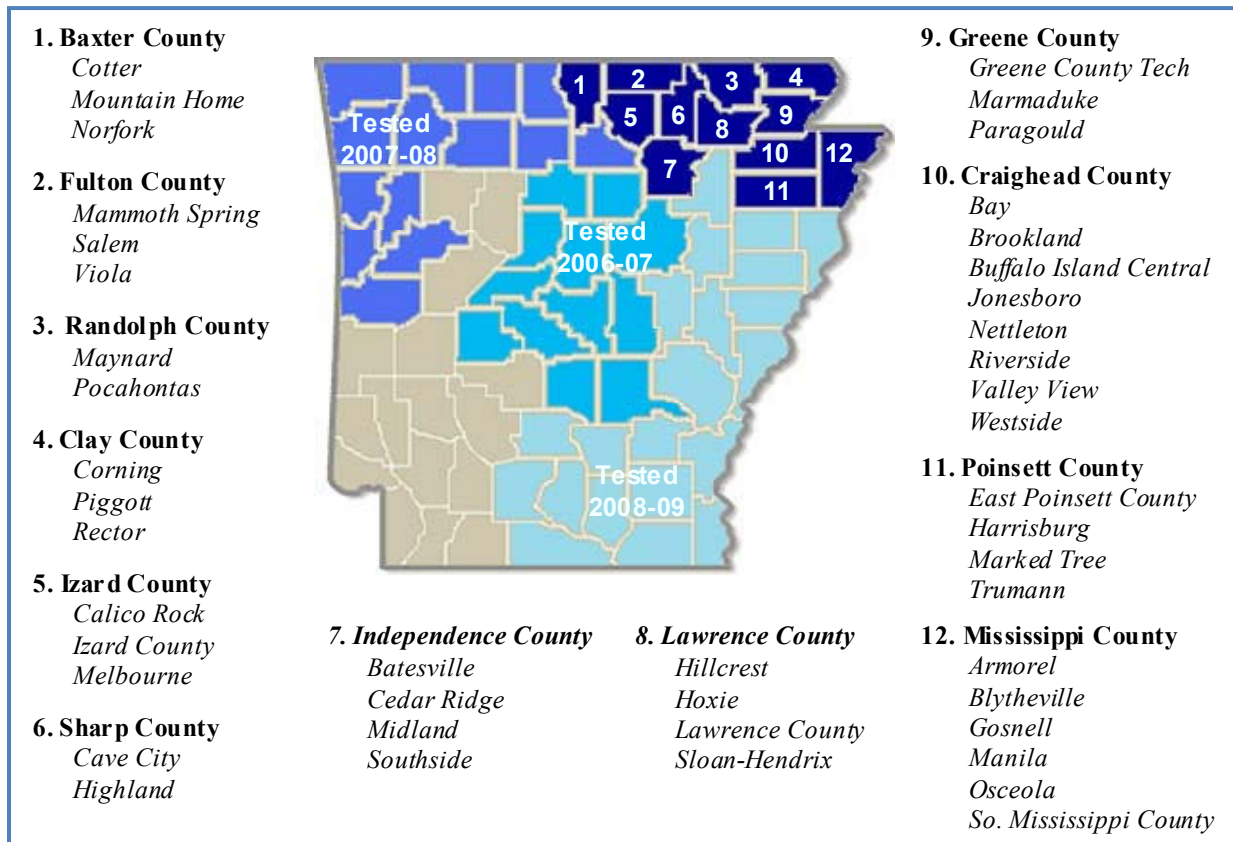 1. Baxter County
Cotter
Mountain Home
Norfork
2. Fulton County
Mammoth Spring
Salem
Viola
3. Randolph County
Maynard
Pocahontas
4. Clay County
Corning
Piggott
Rector
5. Izard County
Calico Rock
Izard County
Melbourne
6. Sharp County
Cave City
Highland
1
2
3
4
5
6
8
9
7
10
12
11
Tested
2007-08
Tested
2006-07
Tested
2008-09
7. Independence County
Batesville
Cedar Ridge
Midland
Southside
8. Lawrence County
Hillcrest
Hoxie
Lawrence County
Sloan-Hendrix
9. Greene County
Greene County Tech
Marmaduke
Paragould
10. Craighead County
Bay
Brookland
Buffalo Island Central
Jonesboro
Nettleton
Riverside
Valley View
Westside
11. Poinsett County
East Poinsett County
Harrisburg
Marked Tree
Trumann
12. Mississippi County
Armorel
Blytheville
Gosnell
Manila
Osceola
So. Mississippi County